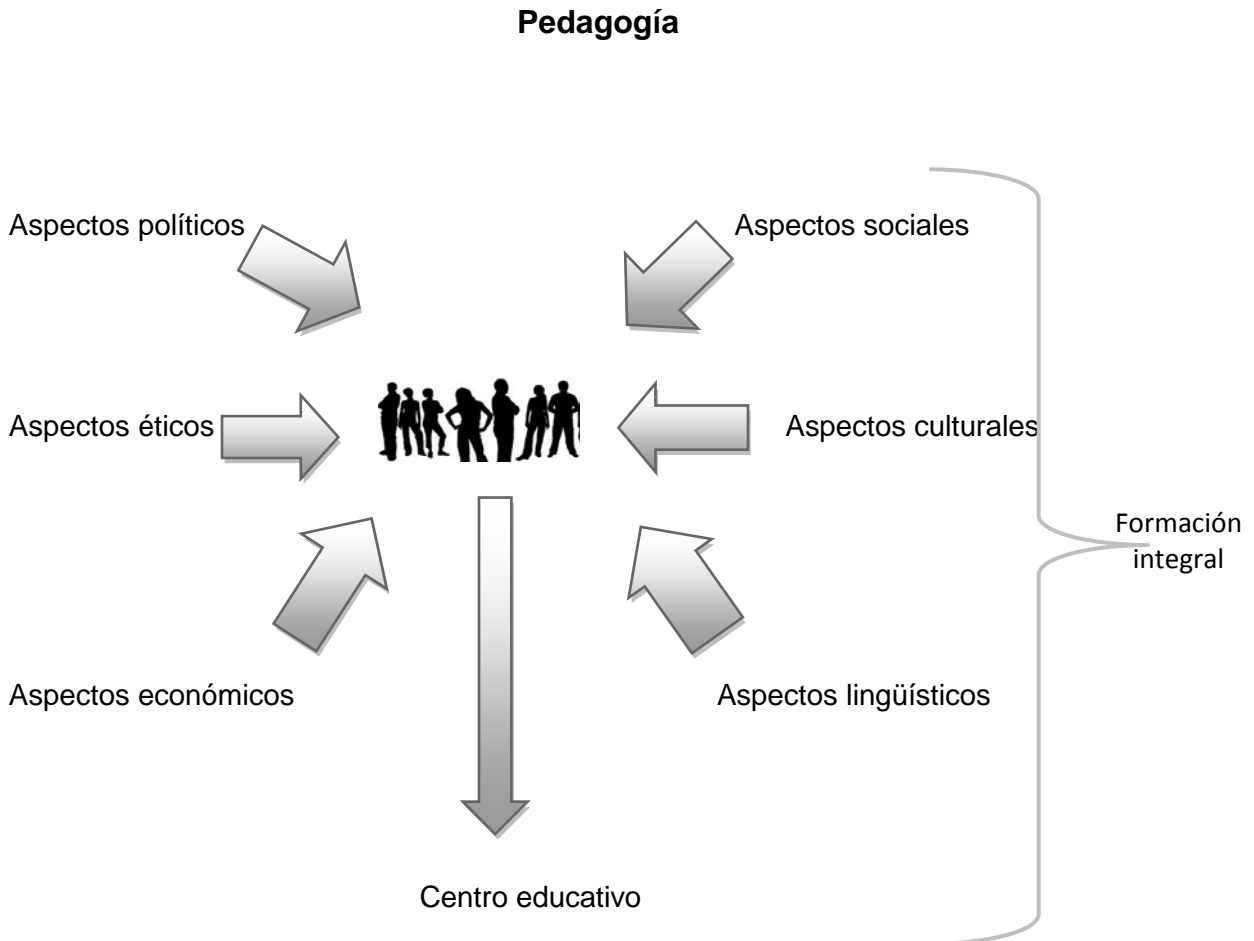 Pedagogía
Aspectos políticos
Aspectos sociales
Aspectos éticos
Aspectos culturales
Formación
integral
Aspectos económicos
Aspectos lingüísticos
Centro educativo